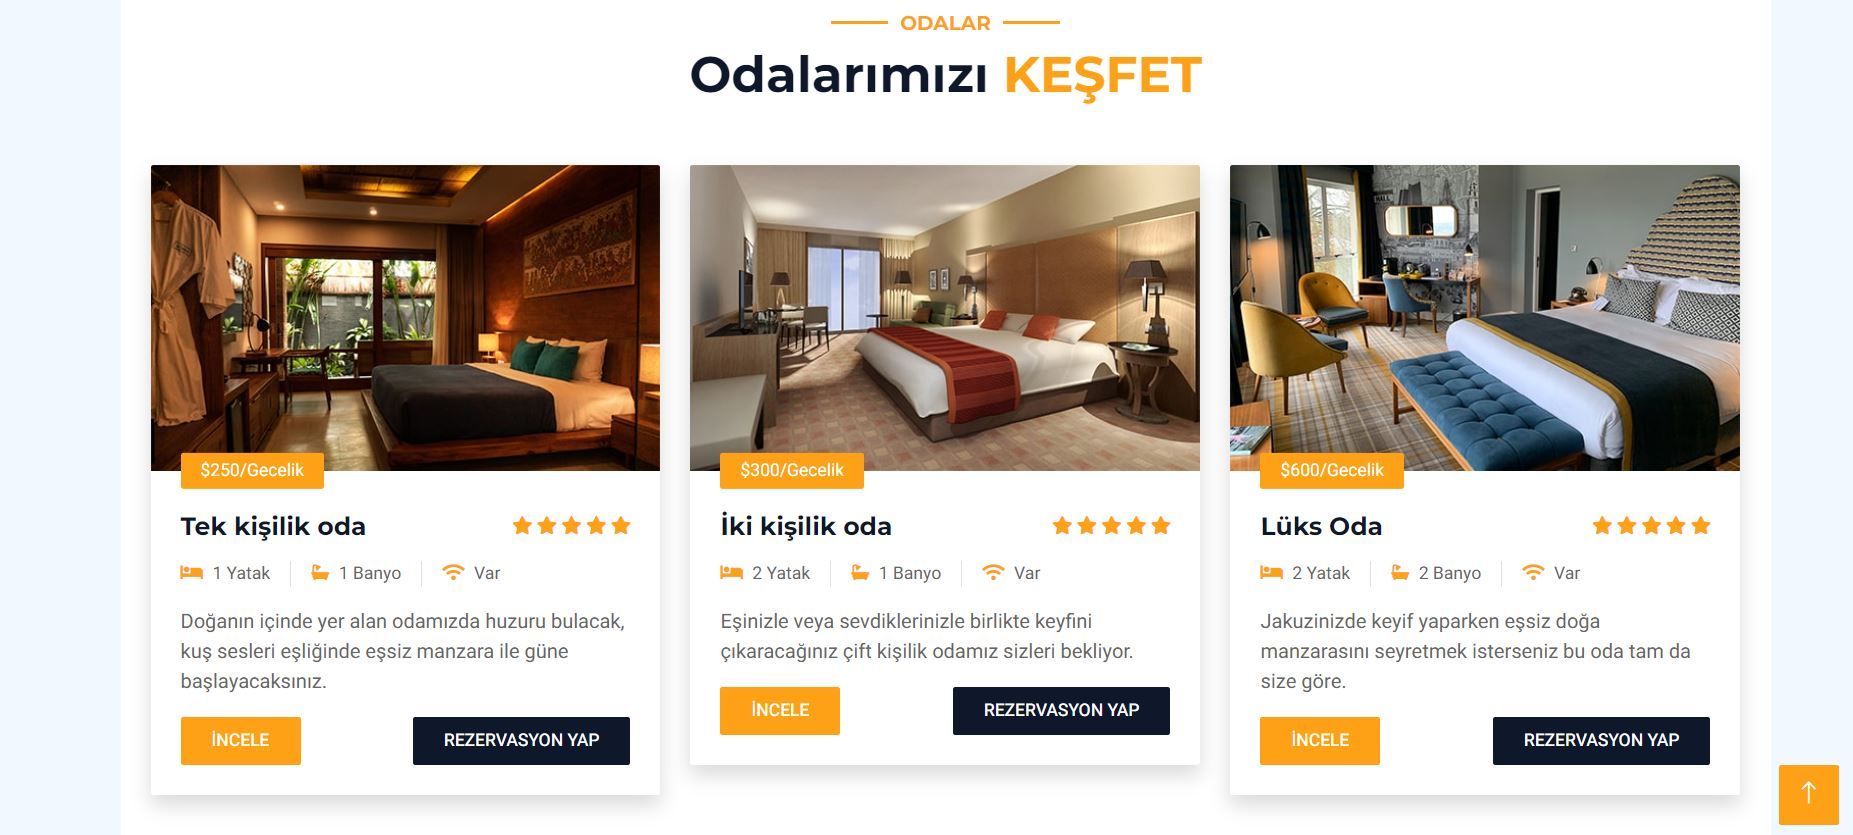 ODALAR
Odalarımızı KEŞFET
$250/Gecelik
Tek kişilik oda
1 Yatak
1 Banyo
Var
Doğanın içinde yer alan odamızda huzuru bulacak,
kuş sesleri eşliğinde eşsiz manzara ile güne
başlayacaksınız.
İNCELE
REZERVASYON YAP
$300/Gecelik
İki kişilik oda
2 Yatak
1 Banyo
Var
Eşinizle veya sevdiklerinizle birlikte keyfini
çıkaracağınız çift kişilik odamız sizleri bekliyor.
İNCELE
REZERVASYON YAP
$600/Gecelik
Lüks Oda
2 Yatak
2 Banyo
Var
Jakuzinizde keyif yaparken eşsiz doğa
manzarasını seyretmek isterseniz bu oda tam da
size göre.
İNCELE
REZERVASYON YAP